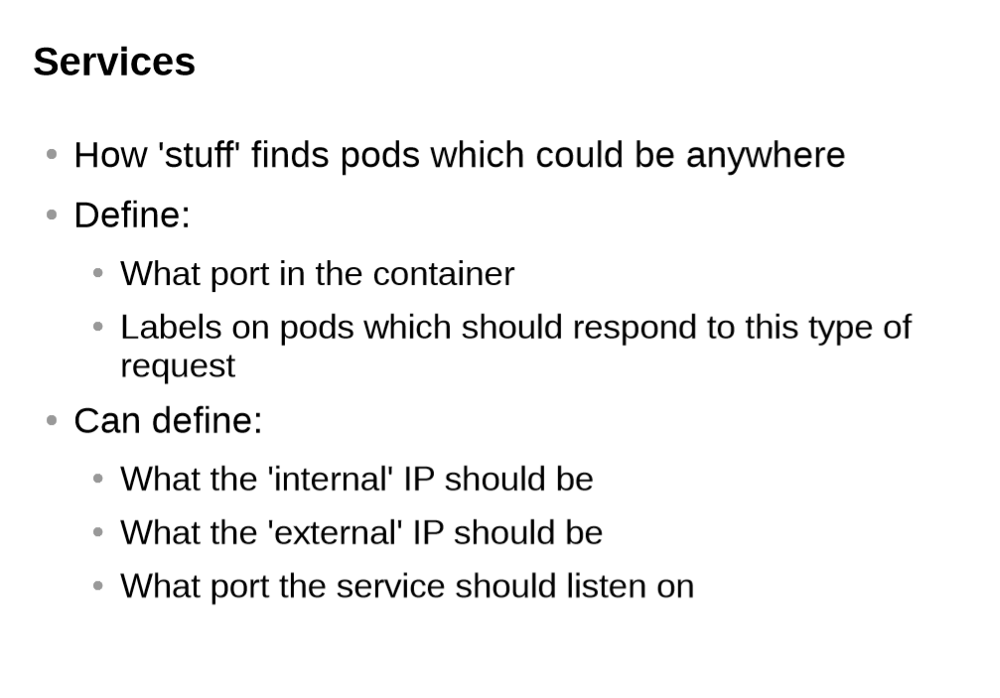 Services
How 'stuff' finds pods which could be anywhere
Define:
What port in the container
Labels on pods which should respond to this type of
request
Can define:
What the 'internal' IP should be
What the 'external' IP should be
What port the service should listen on